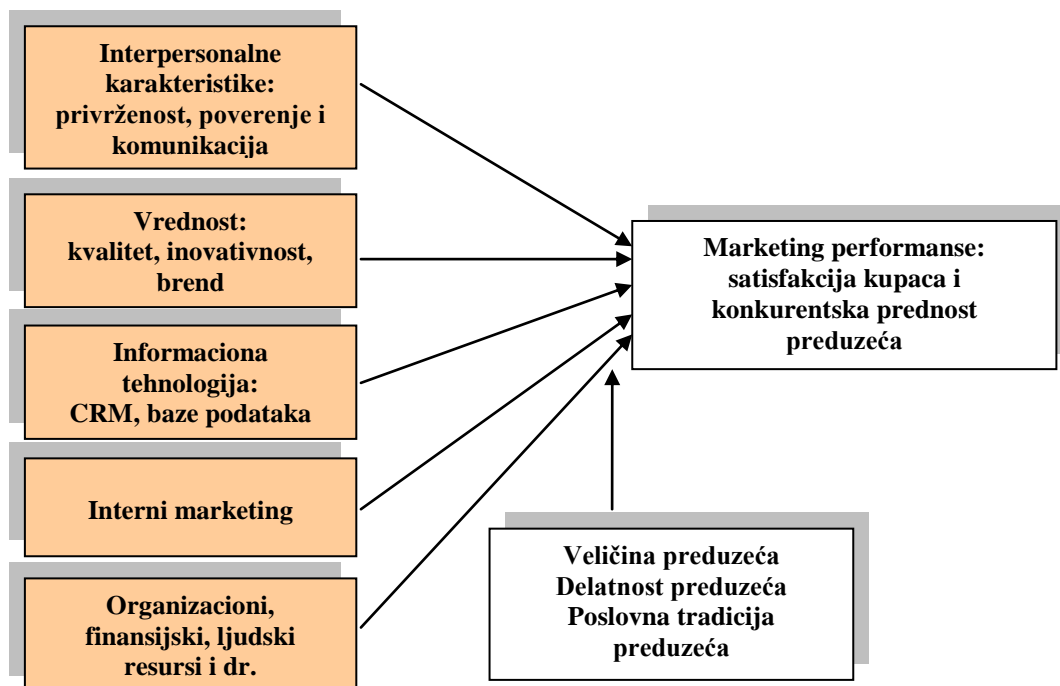 Interpersonalne
karakteristike:
privrženost, poverenje i
komunikacija
Vrednost:
kvalitet, inovativnost,
brend
Informaciona
tehnologija:
CRM, baze podataka
Interni marketing
Organizacioni,
finansijski, ljudski
resursi i dr.
Marketing performanse:
satisfakcija kupaca i
konkurentska prednost
preduzeća
Veličina preduzeća
Delatnost preduzeća
Poslovna tradicija
preduzeća